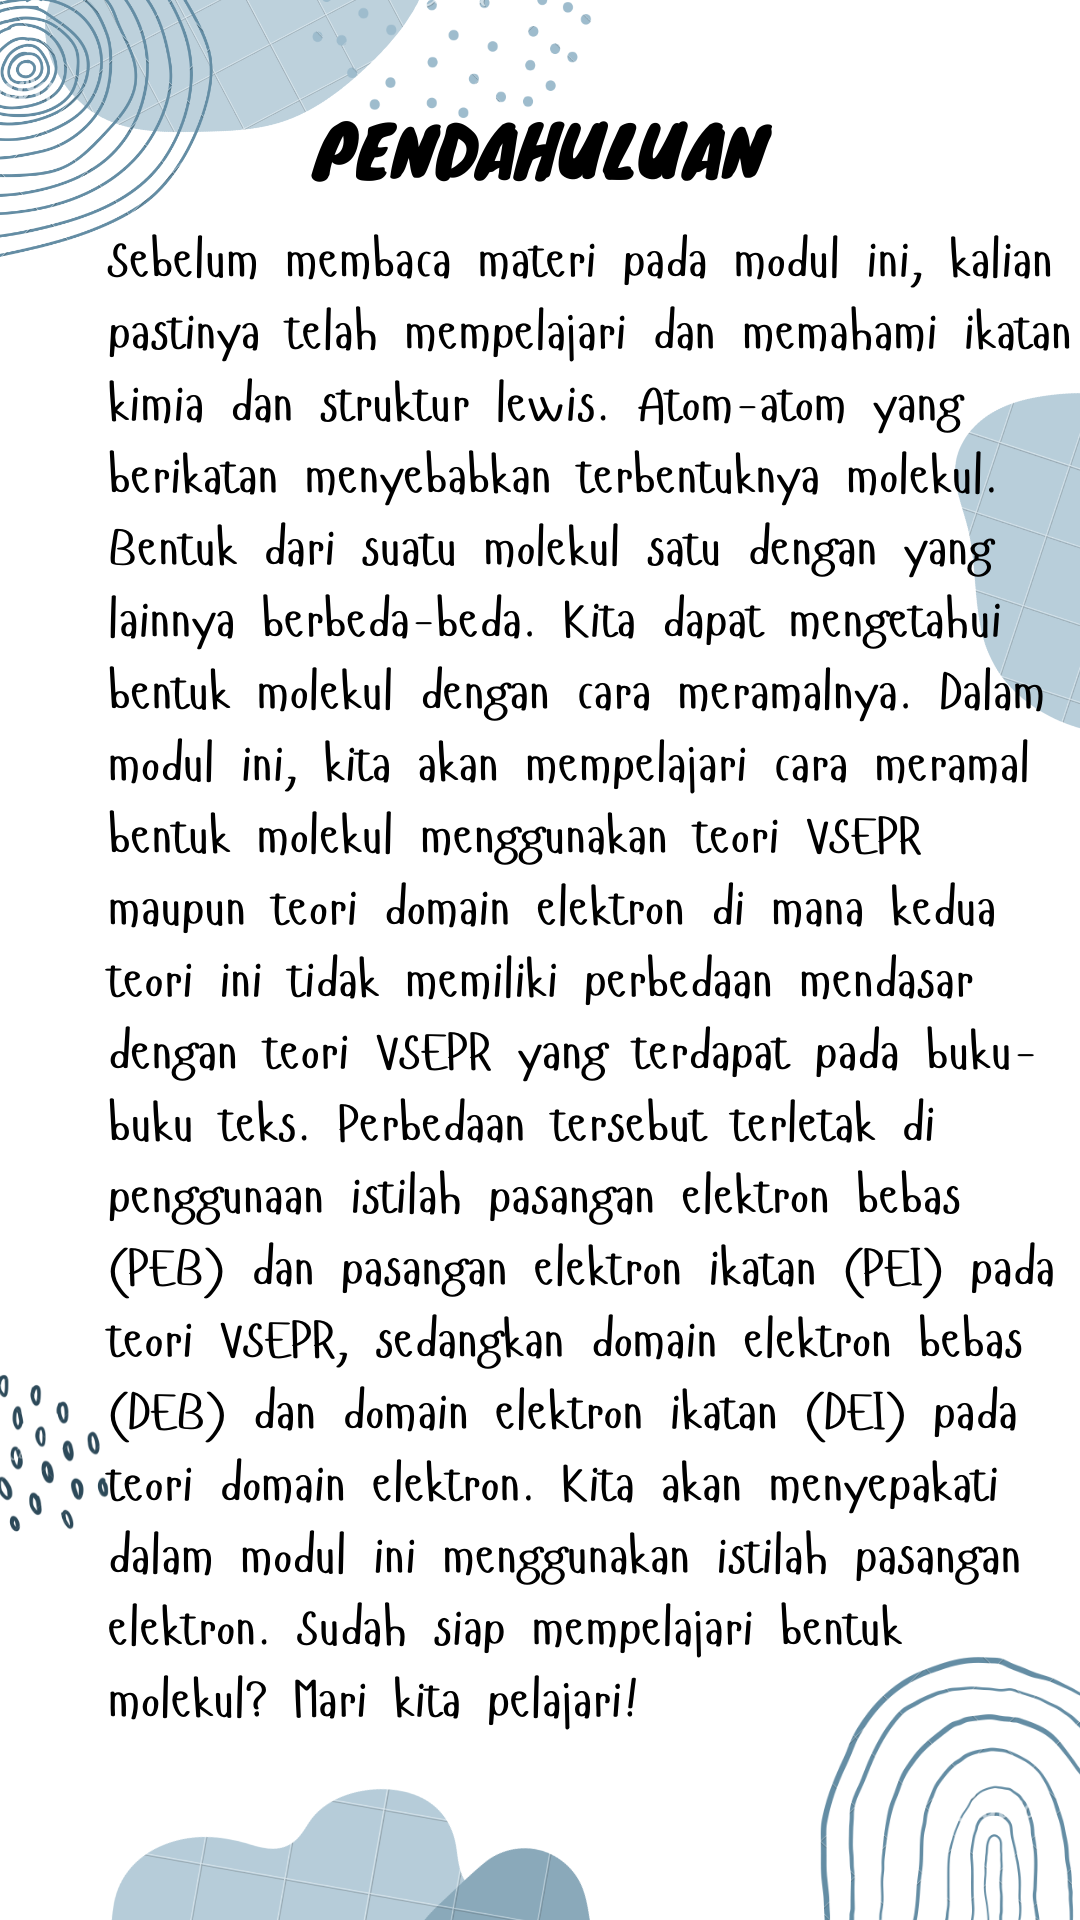 PENDAHULUAN
Sebelum membaca materi pada modul ini, kalian
pastinya telah mempelajari dan memahami ikatan
kimia dan struktur lewis. Atom-atom yang
berikatan menyebabkan terbentuknya molekul.
Bentuk dari suatu molekul satu dengan yang
lainnya berbeda-beda. Kita dapat mengetahui
bentuk molekul dengan cara meramalnya. Dalam
modul ini, kita akan mempelajari cara meramal
bentuk molekul menggunakan teori VSEPR
maupun teori domain elektron di mana kedua
teori ini tidak memiliki perbedaan mendasar
dengan teori VSEPR yang terdapat pada buku-
buku teks. Perbedaan tersebut terletak di
penggunaan istilah pasangan elektron bebas
(PEB) dan pasangan elektron ikatan (PEI) pada
teori VSEPR, sedangkan domain elektron bebas
(DEB) dan domain elektron ikatan (DEI) pada
teori domain elektron. Kita akan menyepakati
dalam modul ini menggunakan istilah pasangan
elektron. Sudah siap mempelajari bentuk
molekul? Mari kita pelajari!